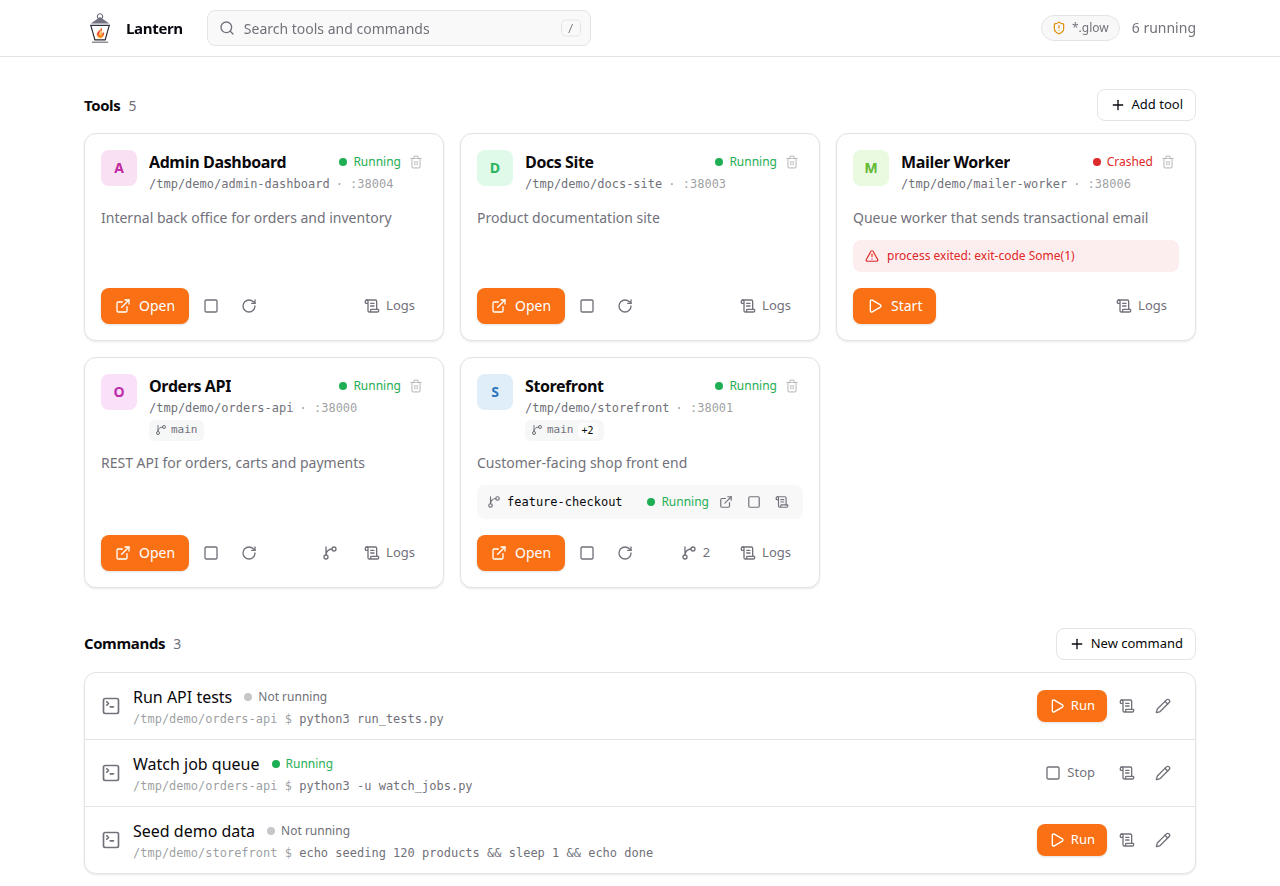 Lantern
Search tools and commands
/
*.glow
6 running
Tools 5
Add tool
A
Admin Dashboard
Running
/tmp/demo/admin-dashboard · :38004
Internal back office for orders and inventory
Open
Logs
D
Docs Site
Running
/tmp/demo/docs-site · :38003
Product documentation site
Open
Logs
M
Mailer Worker
Crashed
/tmp/demo/mailer-worker · :38006
Queue worker that sends transactional email
process exited: exit-code Some(1)
Start
Logs
O
Orders API
Running
/tmp/demo/orders-api · :38000
main
REST API for orders, carts and payments
Open
Logs
S
Storefront
Running
/tmp/demo/storefront · :38001
main +2
Customer-facing shop front end
feature-checkout
Running
Open
2
Logs
Commands 3
New command
Run API tests
Not running
/tmp/demo/orders-api $ python3 run_tests.py
Run
Watch job queue
Running
/tmp/demo/orders-api $ python3 -u watch_jobs.py
Stop
Seed demo data
Not running
/tmp/demo/storefront $ echo seeding 120 products && sleep 1 && echo done
Run